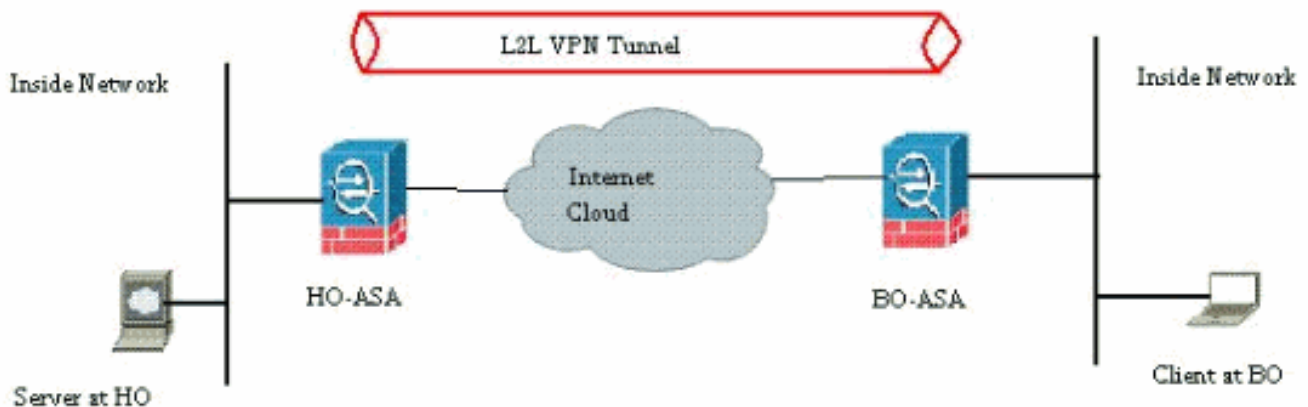 L2L VPN Tunnel
Inside Network
Inside Network
Internet
Cloud
HO-ASA
BO-ASA
Server at HO
Client at BO